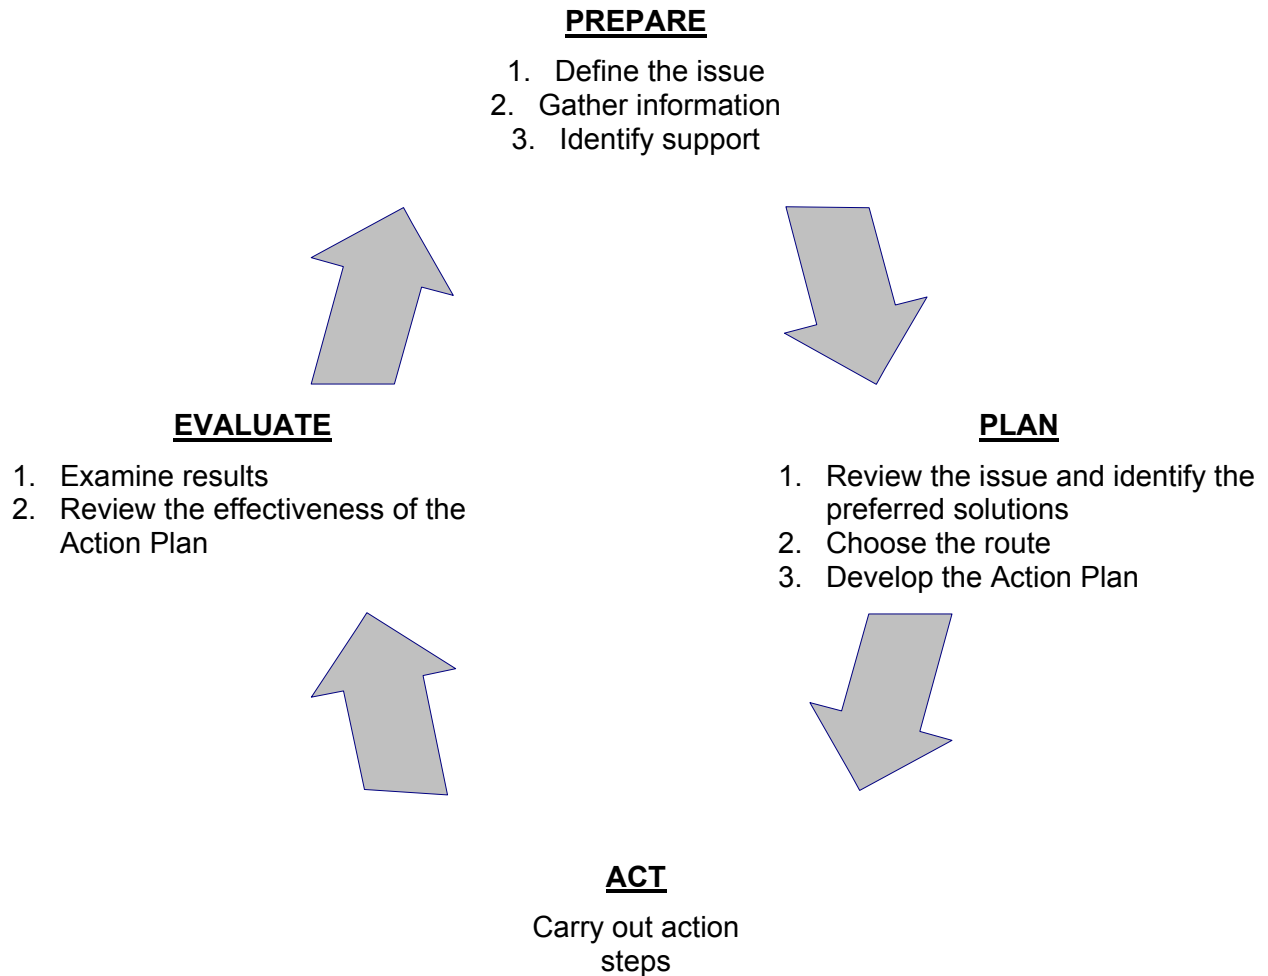 PREPARE
1. Define the issue
2. Gather information
3. Identify support
EVALUATE
1. Examine results
2. Review the effectiveness of the
Action Plan
PLAN
1. Review the issue and identify the
preferred solutions
2. Choose the route
3. Develop the Action Plan
ACT
Carry out action
steps